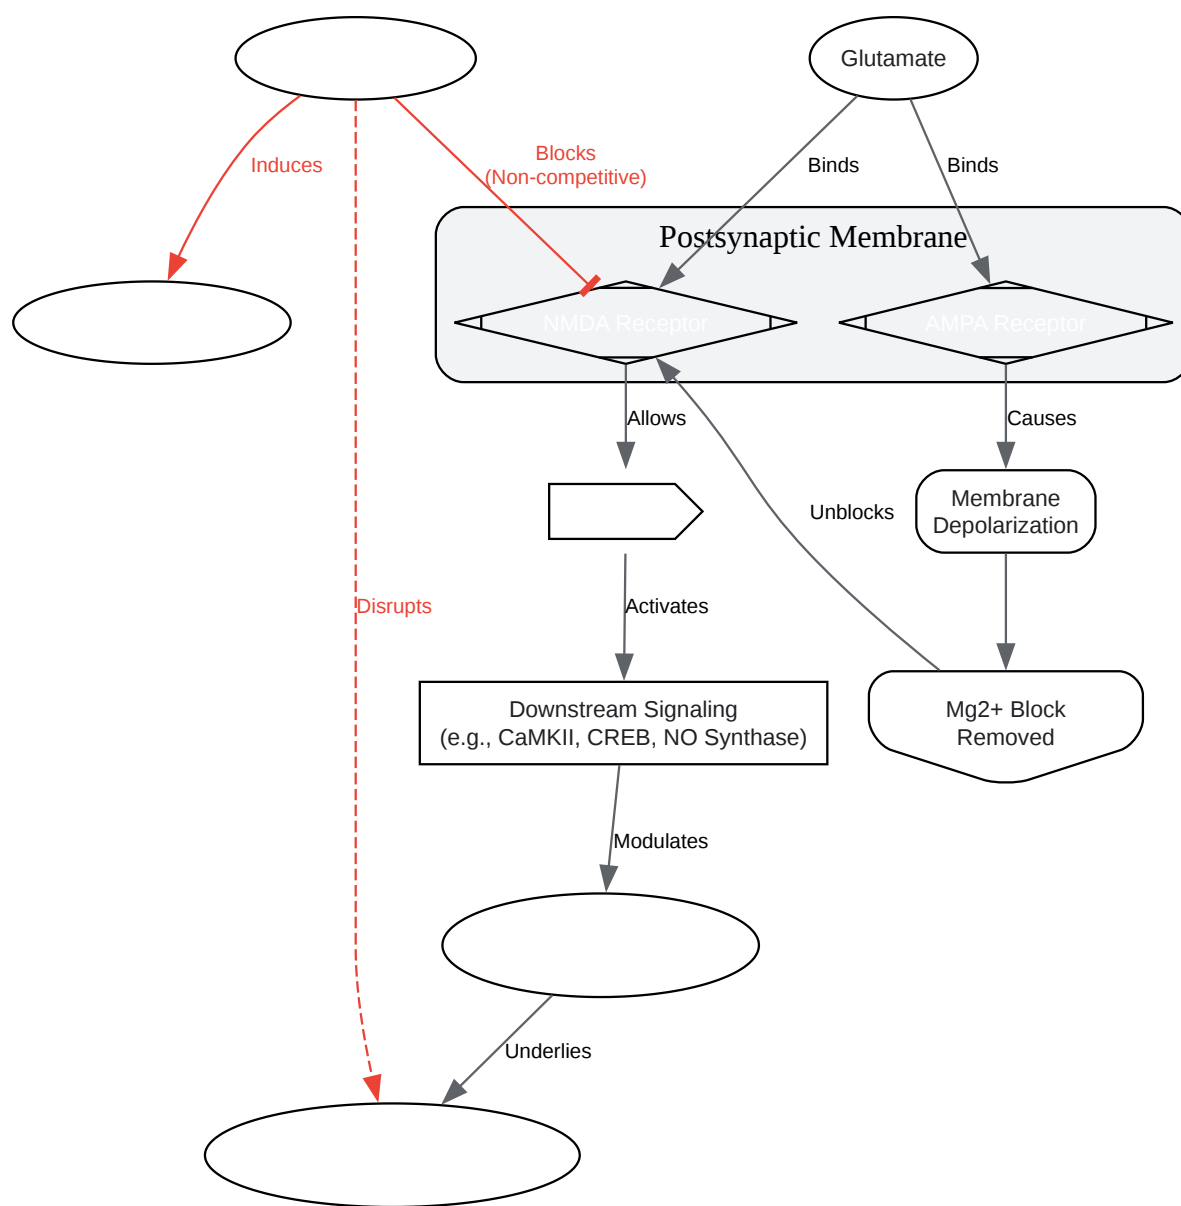 Glutamate
Induces
Blocks
(Non-competitive)
Binds
Binds
Postsynaptic Membrane
NMDA Receptor
AMPA Receptor
Allows
Causes
Membrane
Depolarization
Unblocks
Disrupts
Activates
Downstream Signaling
(e.g., CaMKII, CREB, NO Synthase)
Mg2+ Block
Removed
Modulates
Underlies